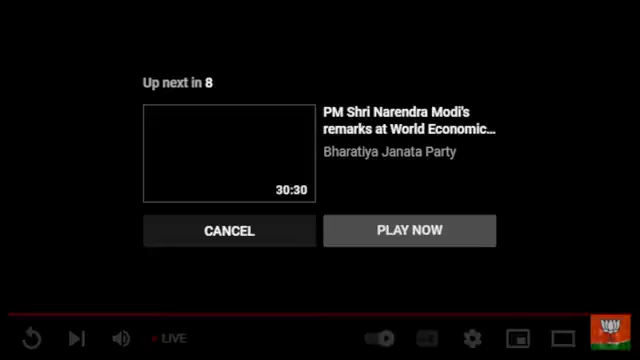 Up next in 8
PM Shri Narendra Modi's
remarks at World Economic...
Bharatiya Janata Party
30:30
CANCEL
PLAY NOW
LIVE